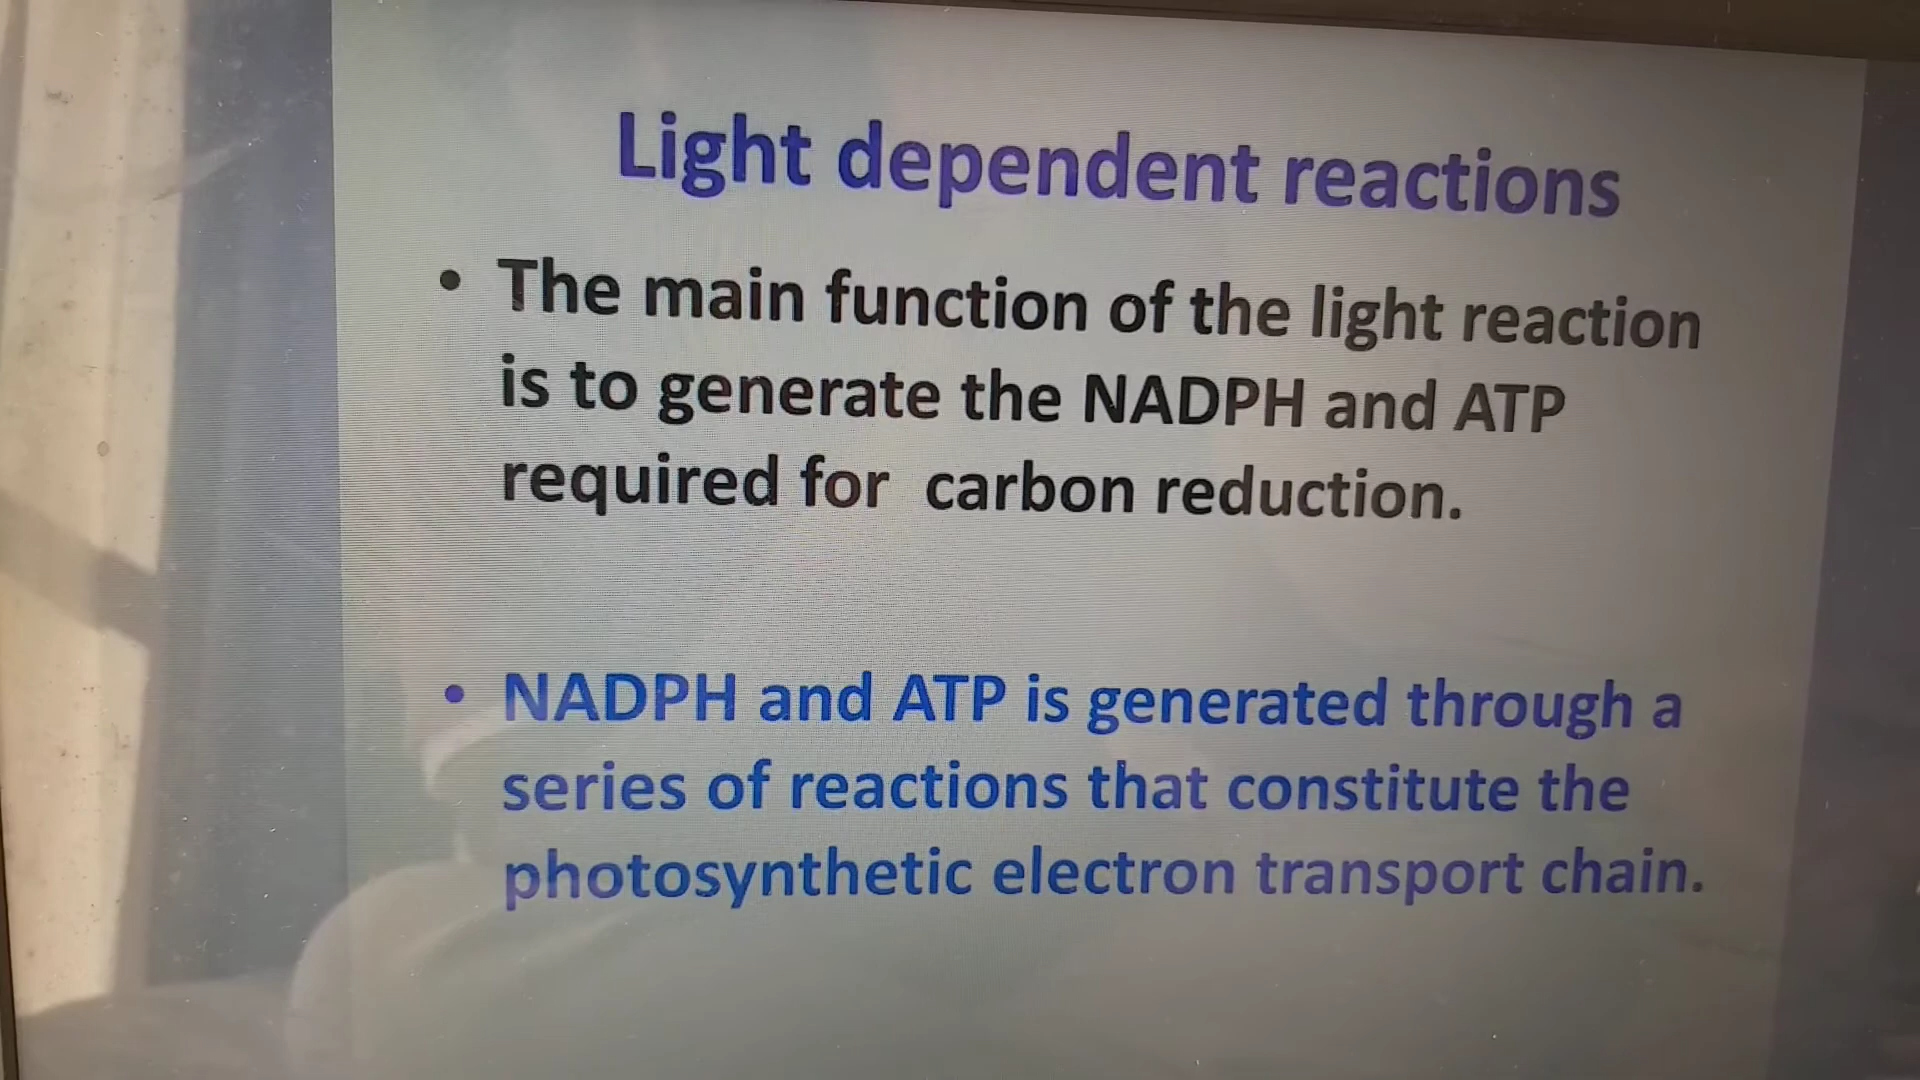 Light dependent reactions
• The main function of the light reaction
is to generate the NADPH and ATP
required for carbon reduction.
• NADPH and ATP is generated through a
series of reactions that constitute the
photosynthetic electron transport chain.